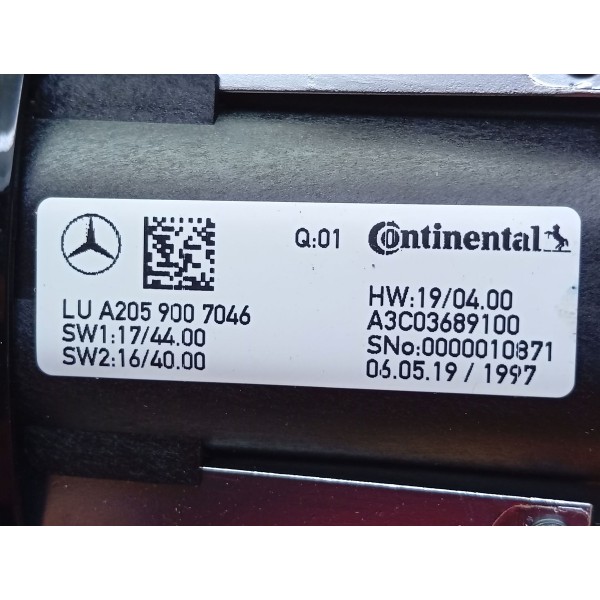 Q:01 Continental
LU A205 900 7046
SW1:17/44.00
SW2:16/40.00
HW:19/04.00
A3C03689100
SNo:0000010871
06.05.19 / 1997